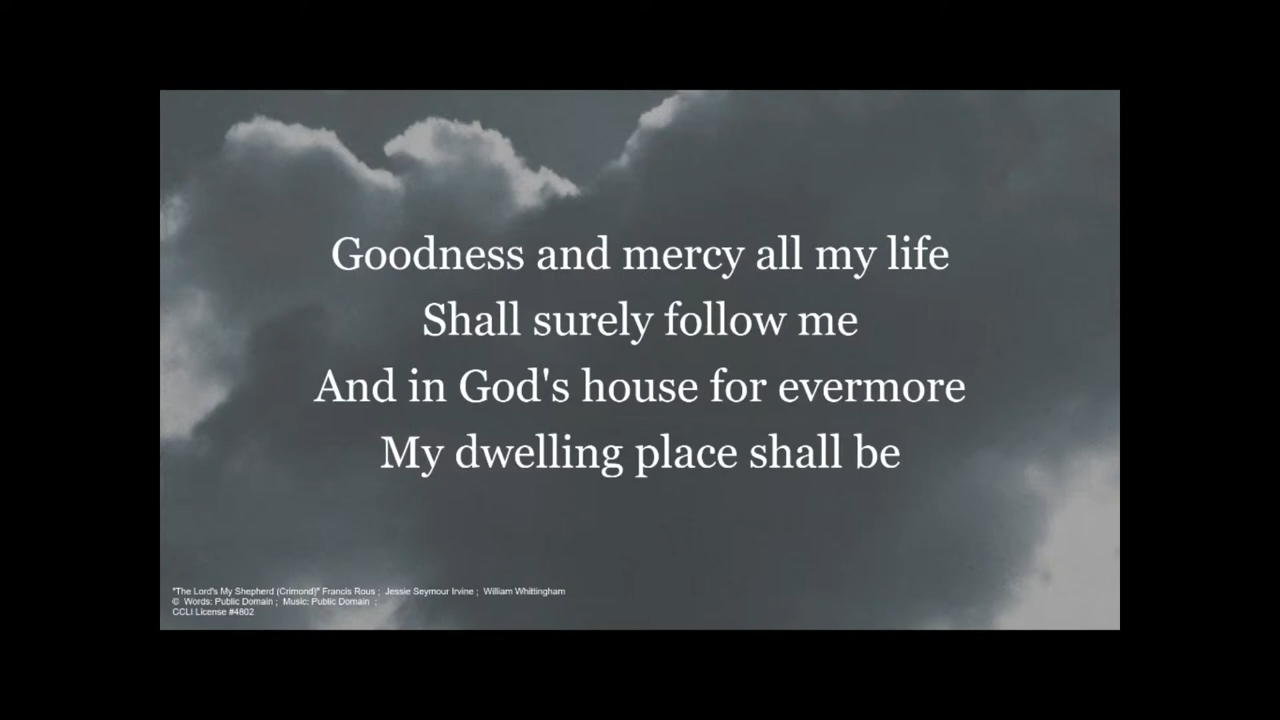 Goodness and mercy all my life
Shall surely follow me
And in God's house for evermore
My dwelling place shall be
"The Lord's My Shepherd (Crimond)" Francis Rous ; Jessie Seymour Irvine ; William Whittingham
© Words: Public Domain ; Music: Public Domain ;
CCLI License #4802